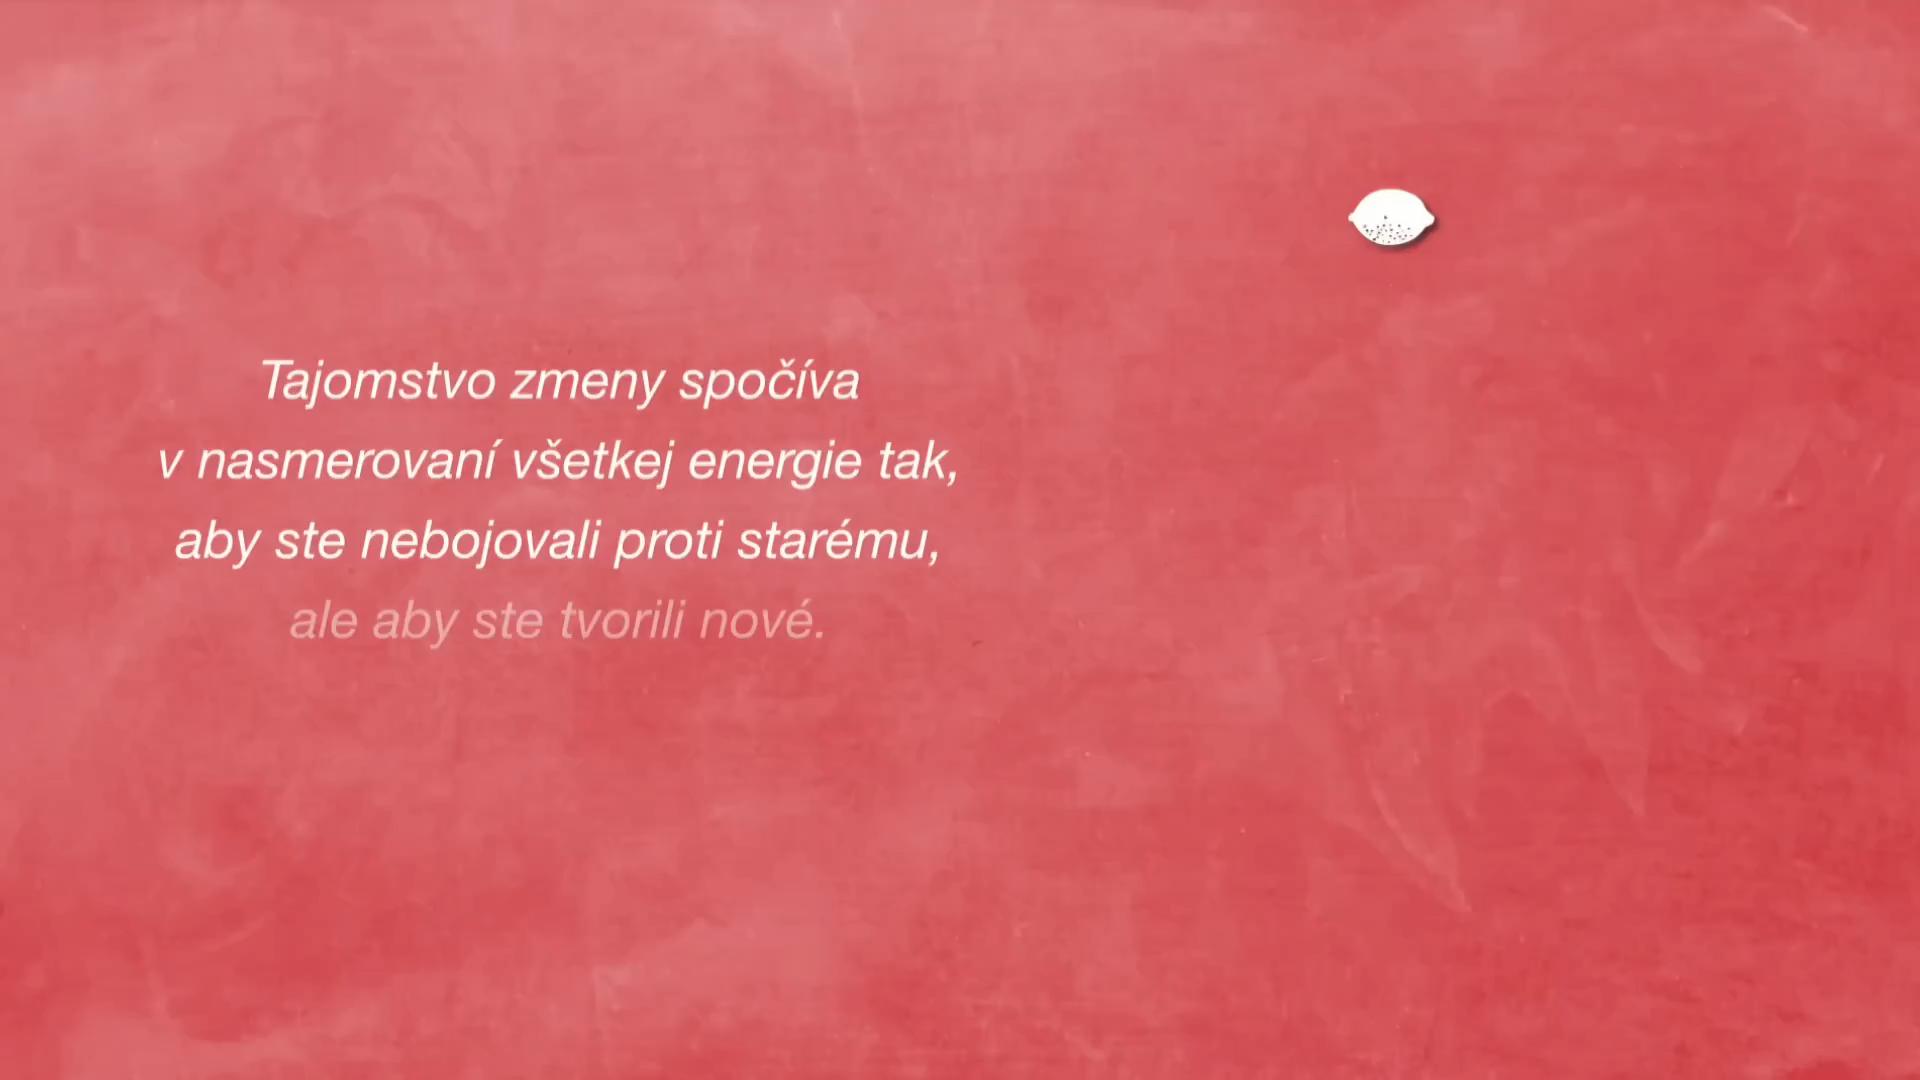 Tajomstvo zmeny spočíva
v nasmerovaní všetkej energie tak,
aby ste nebojovali proti starému,
ale aby ste tvorili nové.